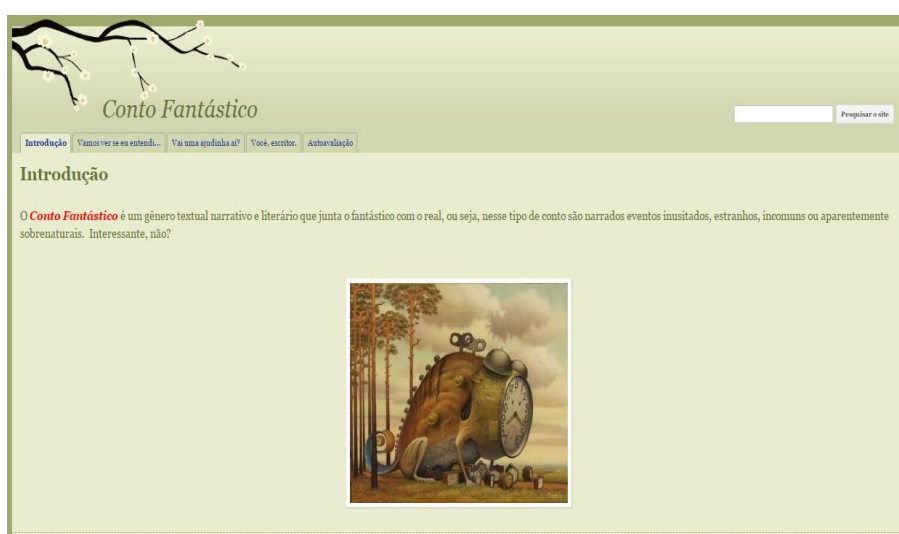 Conto Fantástico
Pesquisar o site
Introdução Vamos ver se eu entendi... Vai uma ajudinha aí? Você, escritor. Autoavaliação
Introdução
O Conto Fantástico é um gênero textual narrativo e literário que junta o fantástico com o real, ou seja, nesse tipo de conto são narrados eventos inusitados, estranhos, incomuns ou aparentemente
sobrenaturais. Interessante, não?